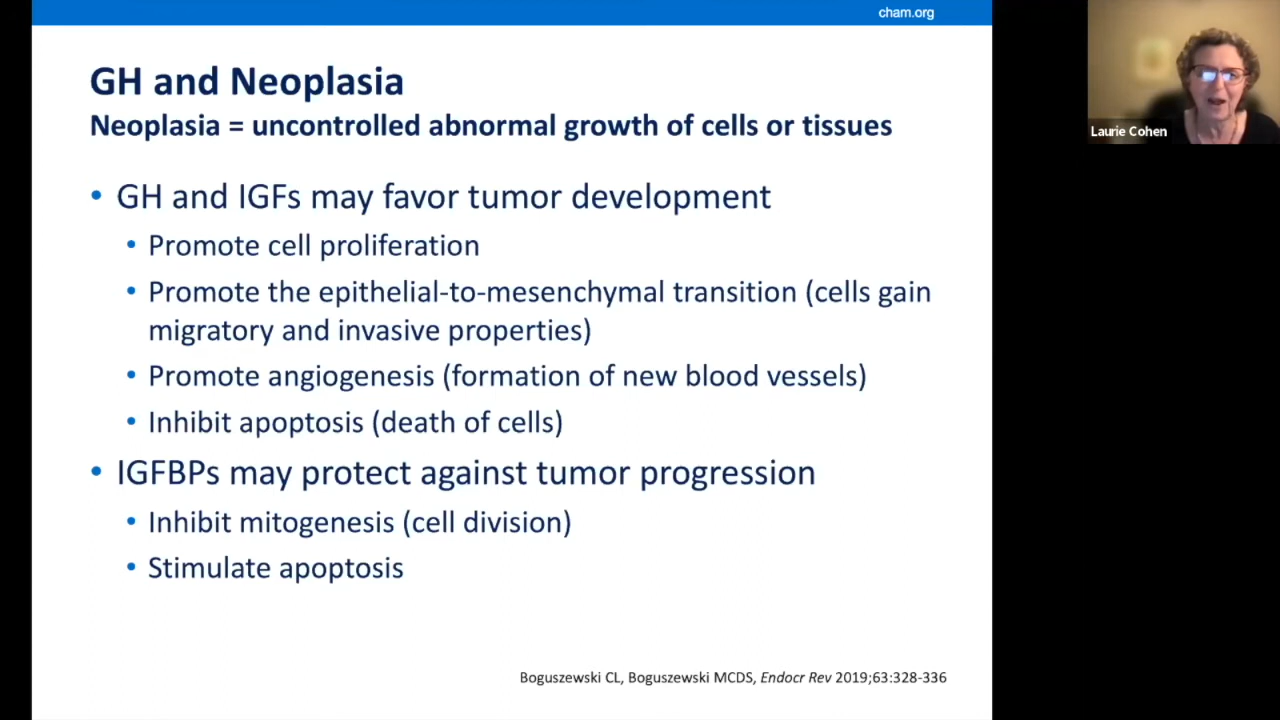 cham.org
GH and Neoplasia
Neoplasia = uncontrolled abnormal growth of cells or tissues
• GH and IGFs may favor tumor development
• Promote cell proliferation
• Promote the epithelial-to-mesenchymal transition (cells gain
migratory and invasive properties)
• Promote angiogenesis (formation of new blood vessels)
• Inhibit apoptosis (death of cells)
• IGFBPs may protect against tumor progression
• Inhibit mitogenesis (cell division)
• Stimulate apoptosis
Boguszewski CL, Boguszewski MCDS, Endocr Rev 2019;63:328-336
Laurie Cohen